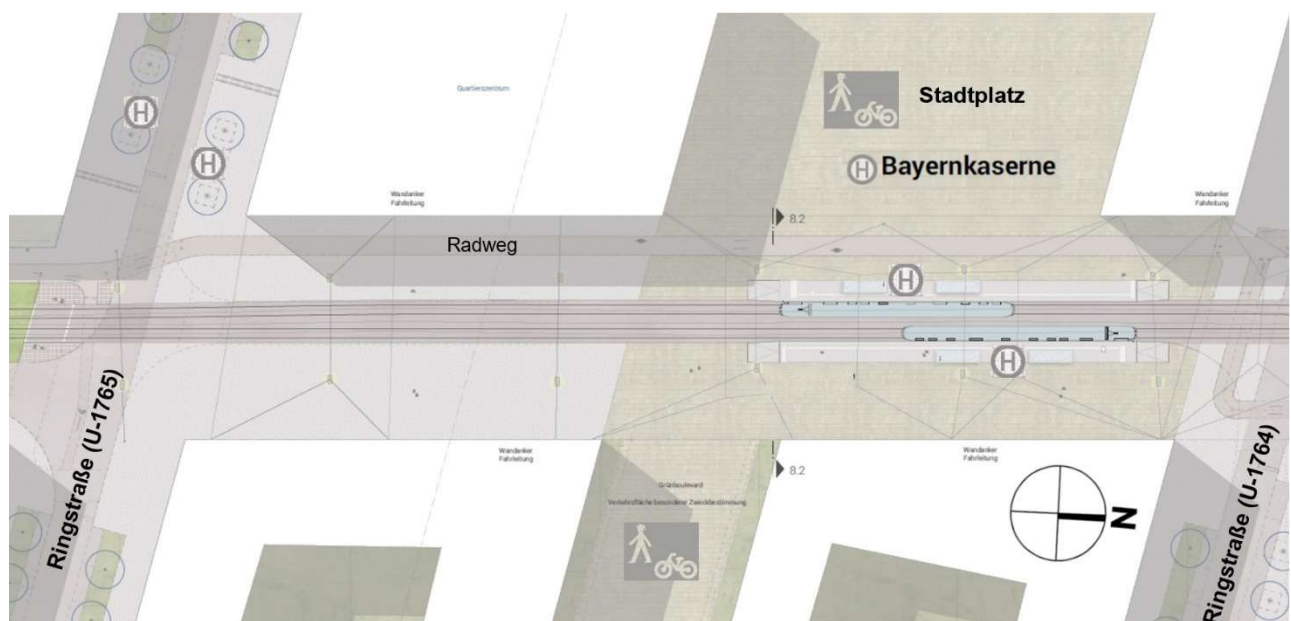 Quartierszentrum
Stadtplatz
H
H
H Bayernkaserne
Wandanker
Fahrleitung
Wandanker
Fahrleitung
8.2
Radweg
H
H
Ringstraße (U-1765)
Wandanker
Fahrleitung
Wandanker
Fahrleitung
8.2
Grünboulevard
Verkehrsfläche besonderer Zweckbestimmung
N
Ringstraße (U-1764)